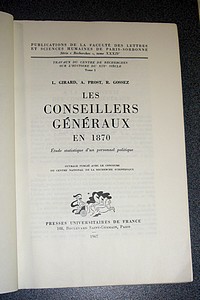 PUBLICATIONS DE LA FACULTÉ DES LETTRES
ET SCIENCES HUMAINES DE PARIS-SORBONNE
Série « Recherches », tome XXXIV
TRAVAUX DU CENTRE DE RECHERCHES
SUR L'HISTOIRE DU XIXe SIÈCLE
Tome I
L. GIRARD, A. PROST, R. GOSSEZ
LES
CONSEILLERS
GÉNÉRAUX
EN 1870
Étude statistique d'un personnel politique
OUVRAGE PUBLIÉ AVEC LE CONCOURS
DU CENTRE NATIONAL DE LA RECHERCHE SCIENTIFIQUE
PRESSES UNIVERSITAIRES DE FRANCE
108, BOULEVARD SAINT-GERMAIN, PARIS
1967